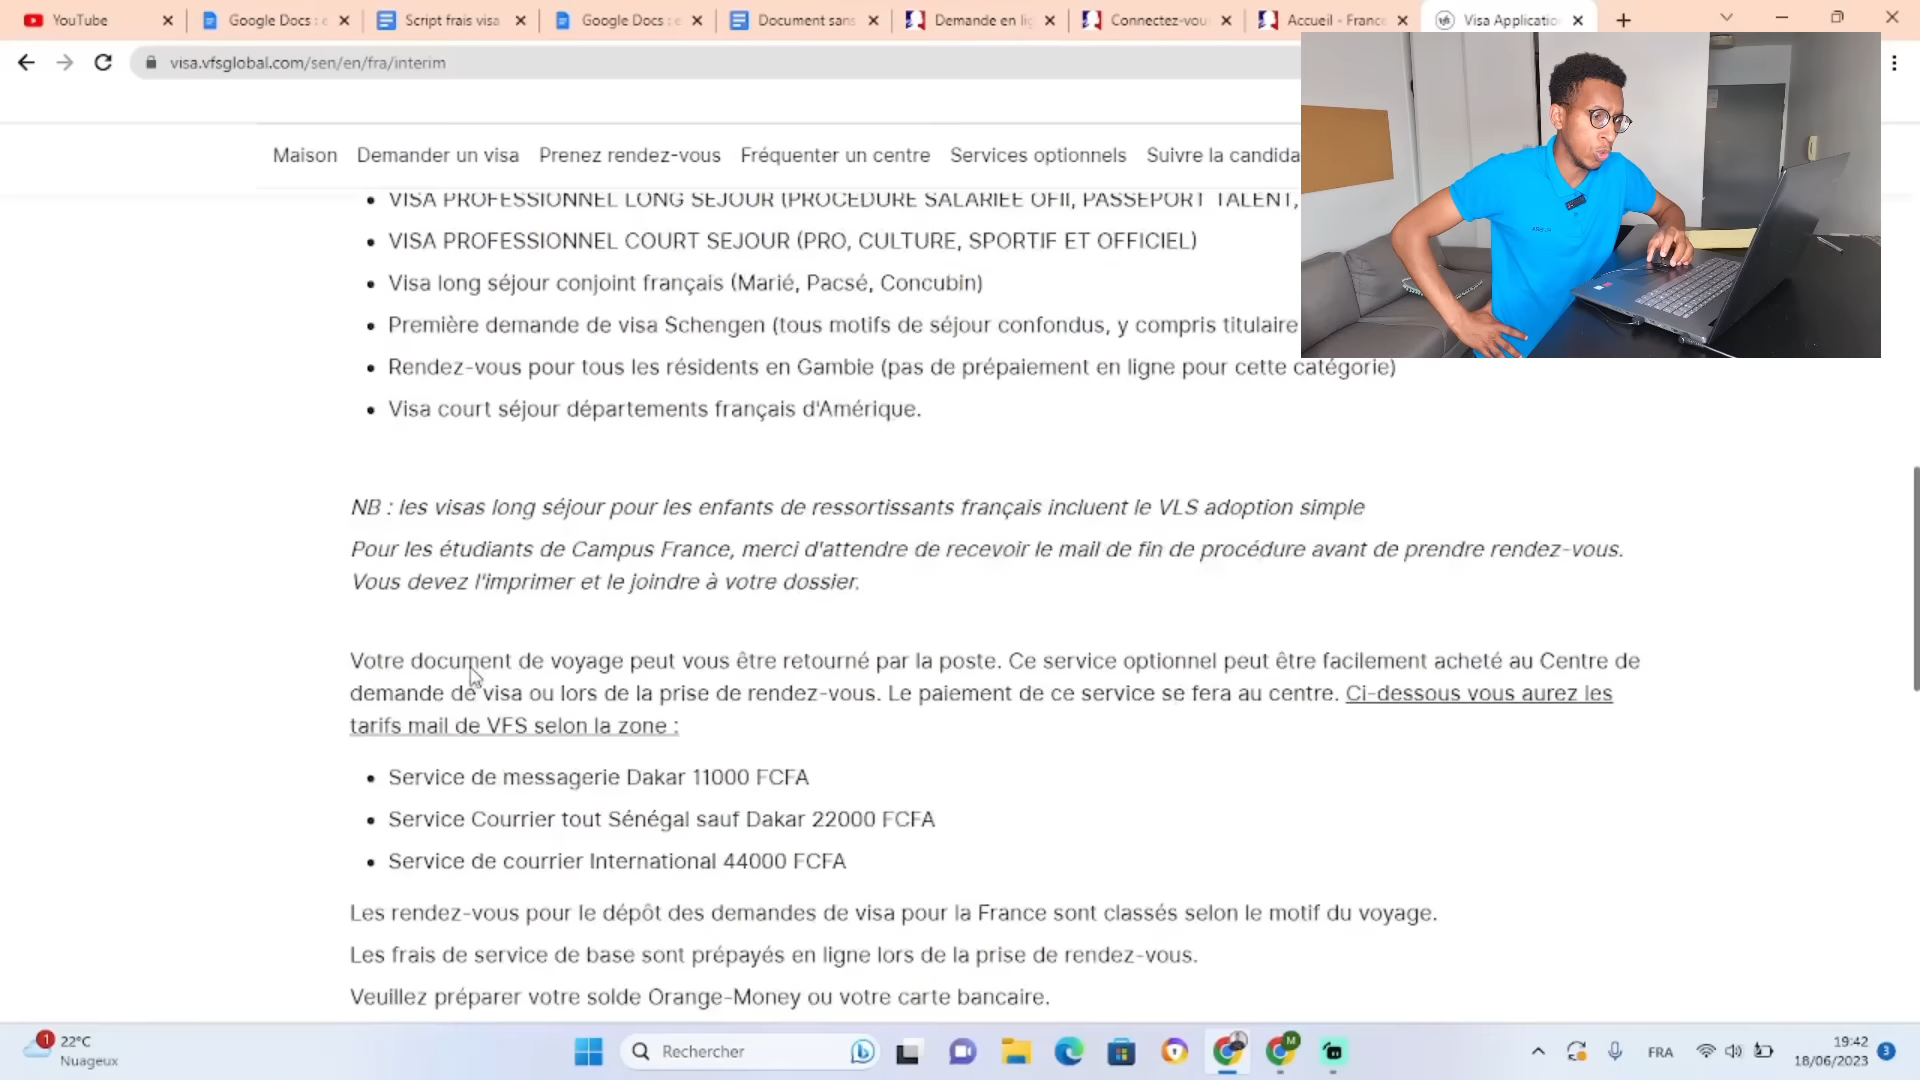 YouTube
Google Docs : e
Script frais visa
Google Docs : e
Document sans
Demande en lig
Connectez-vou
Accueil - France
Visa Applicatio
visa.vfsglobal.com/sen/en/fra/interim
Maison Demander un visa Prenez rendez-vous Fréquenter un centre Services optionnels Suivre la candida
VISA PROFESSIONNEL LONG SEJOUR (PROCEDURE SALARIEE OFII, PASSEPORT TALENT,
VISA PROFESSIONNEL COURT SEJOUR (PRO, CULTURE, SPORTIF ET OFFICIEL)
Visa long séjour conjoint français (Marié, Pacsé, Concubin)
Première demande de visa Schengen (tous motifs de séjour confondus, y compris titulaire
Rendez-vous pour tous les résidents en Gambie (pas de prépaiement en ligne pour cette catégorie)
Visa court séjour départements français d'Amérique.
NB : les visas long séjour pour les enfants de ressortissants français incluent le VLS adoption simple
Pour les étudiants de Campus France, merci d'attendre de recevoir le mail de fin de procédure avant de prendre rendez-vous.
Vous devez l'imprimer et le joindre à votre dossier.
Votre document de voyage peut vous être retourné par la poste. Ce service optionnel peut être facilement acheté au Centre de
demande de visa ou lors de la prise de rendez-vous. Le paiement de ce service se fera au centre. Ci-dessous vous aurez les
tarifs mail de VFS selon la zone :
Service de messagerie Dakar 11000 FCFA
Service Courrier tout Sénégal sauf Dakar 22000 FCFA
Service de courrier International 44000 FCFA
Les rendez-vous pour le dépôt des demandes de visa pour la France sont classés selon le motif du voyage.
Les frais de service de base sont prépayés en ligne lors de la prise de rendez-vous.
Veuillez préparer votre solde Orange-Money ou votre carte bancaire.
1
22°C
Nuageux
Rechercher
M
FRA
19:42
18/06/2023
3